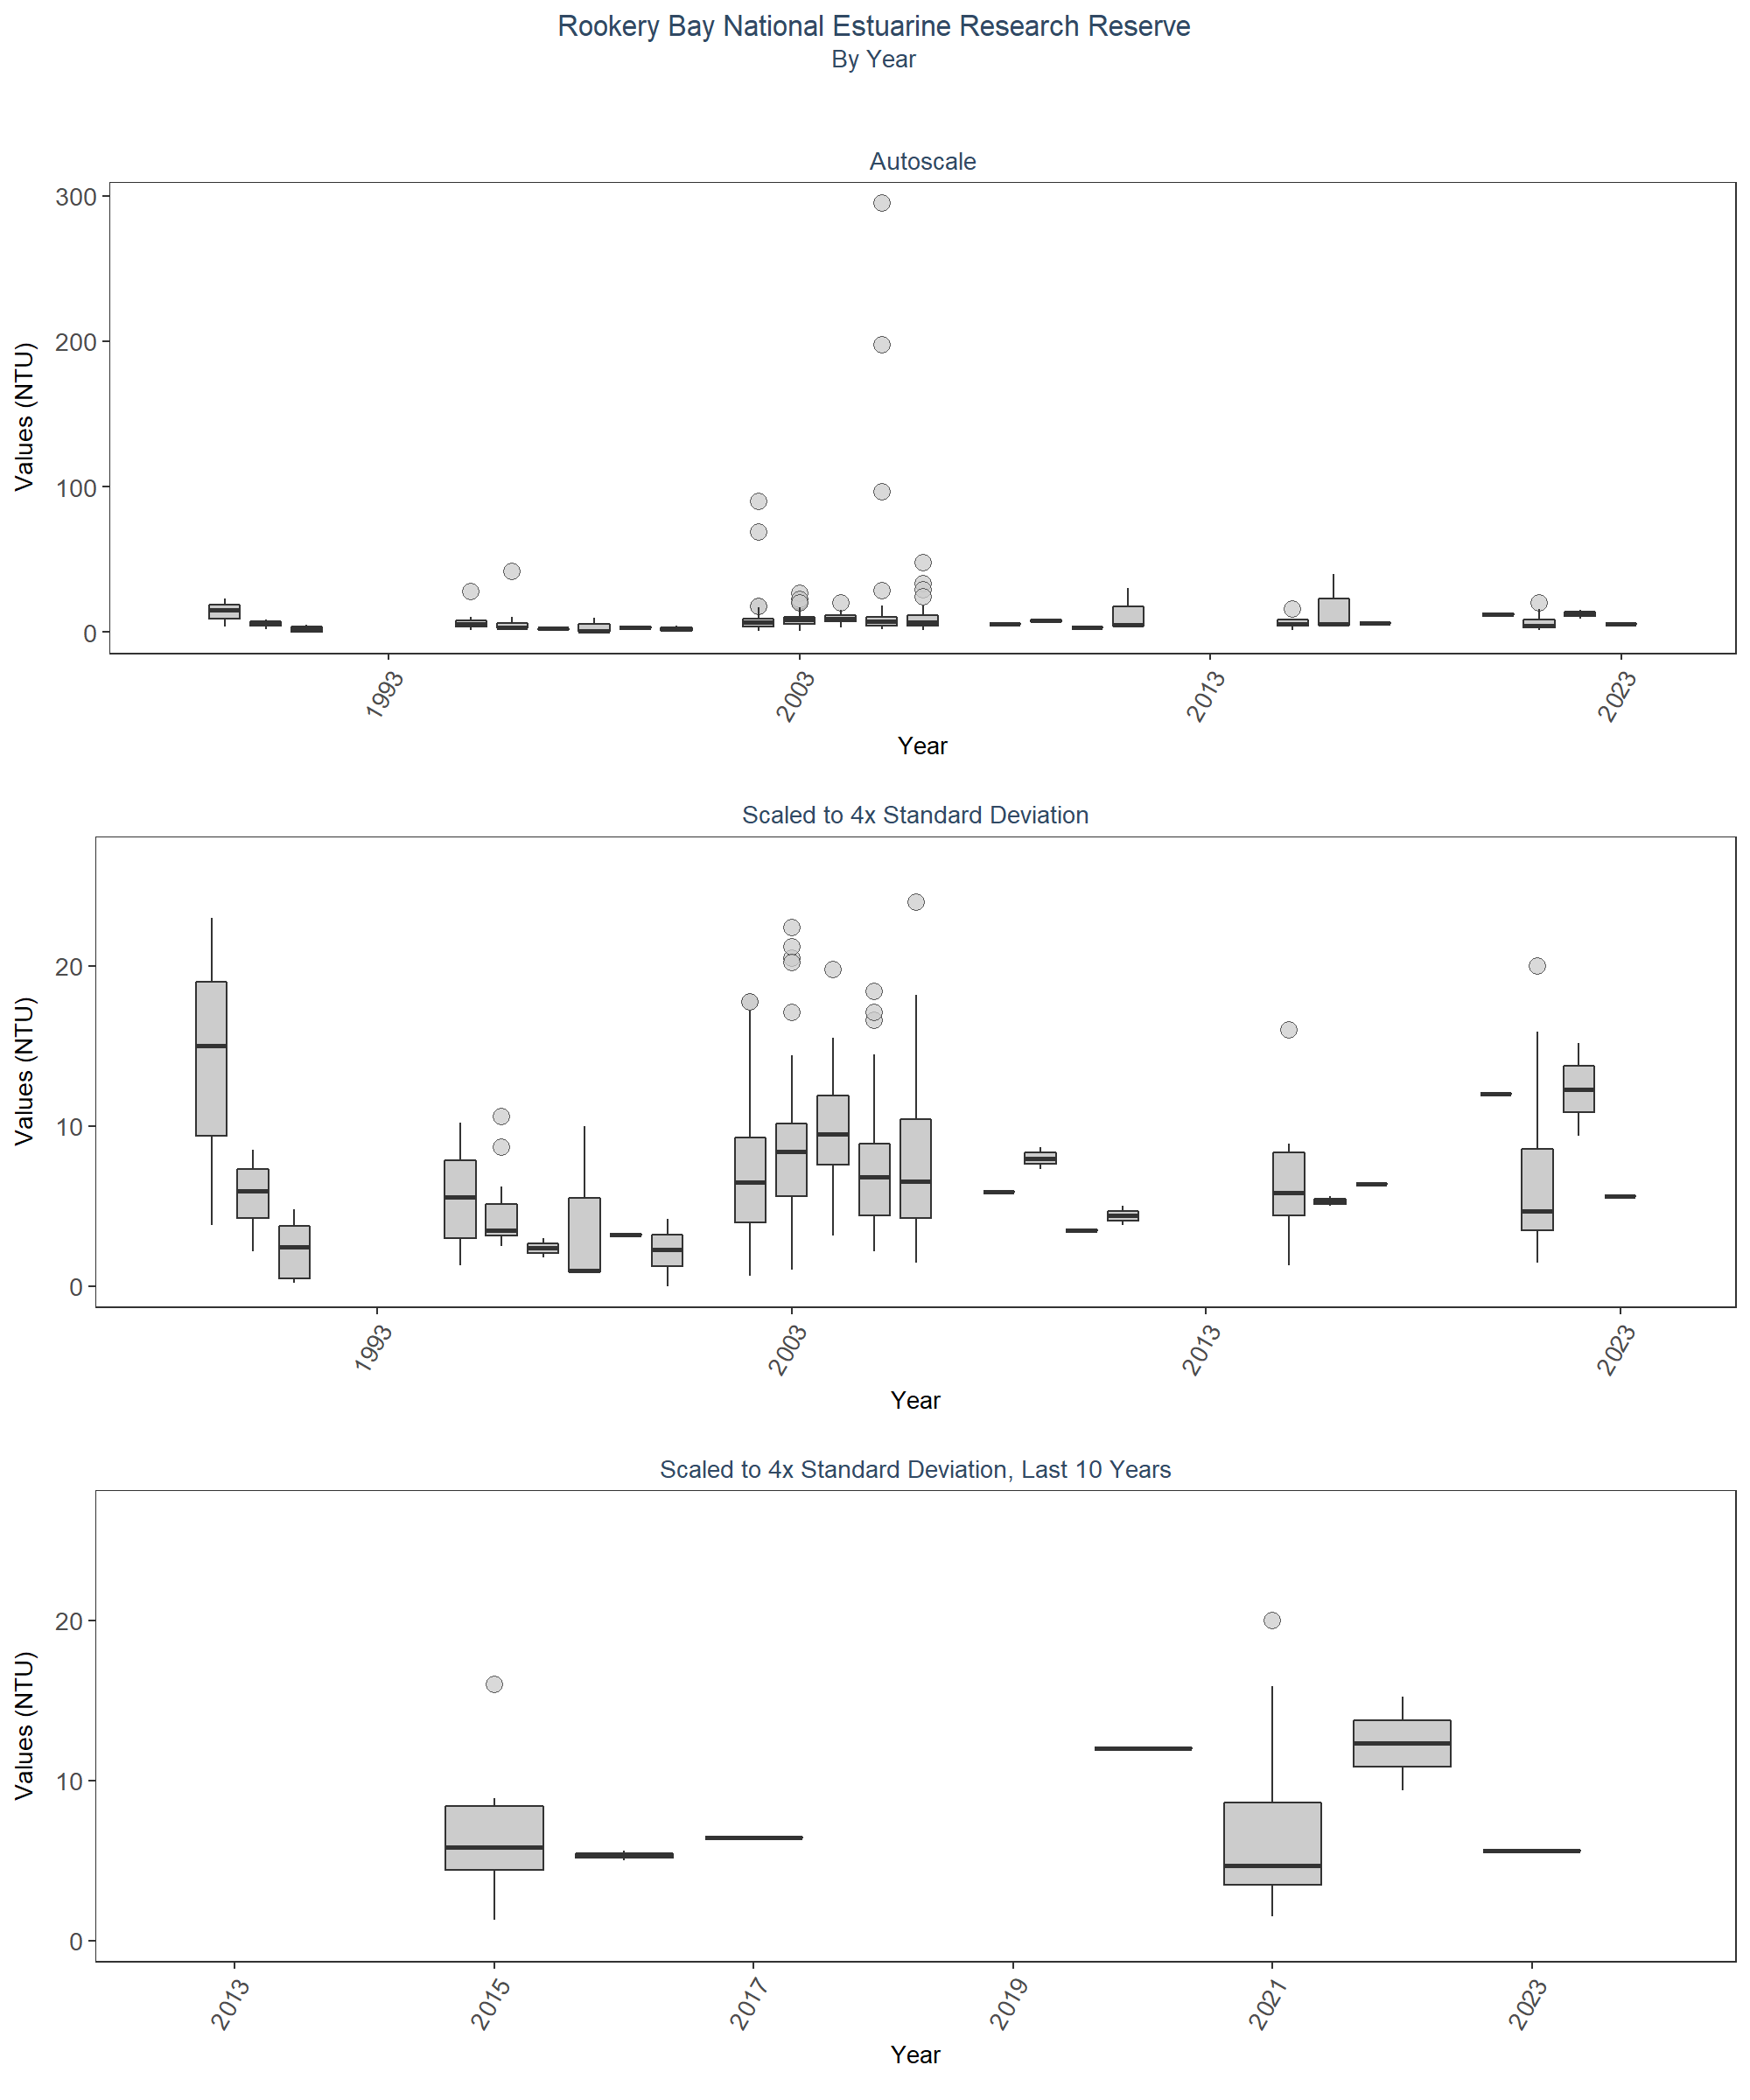 Rookery Bay National Estuarine Research Reserve
By Year
Autoscale
Values (NTU)
300
200
100
0
1993
2003
2013
2023
Year
Scaled to 4x Standard Deviation
Values (NTU)
20
10
0
1993
2003
2013
2023
Year
Scaled to 4x Standard Deviation, Last 10 Years
Values (NTU)
20
10
0
2013
2015
2017
2019
2021
2023
Year